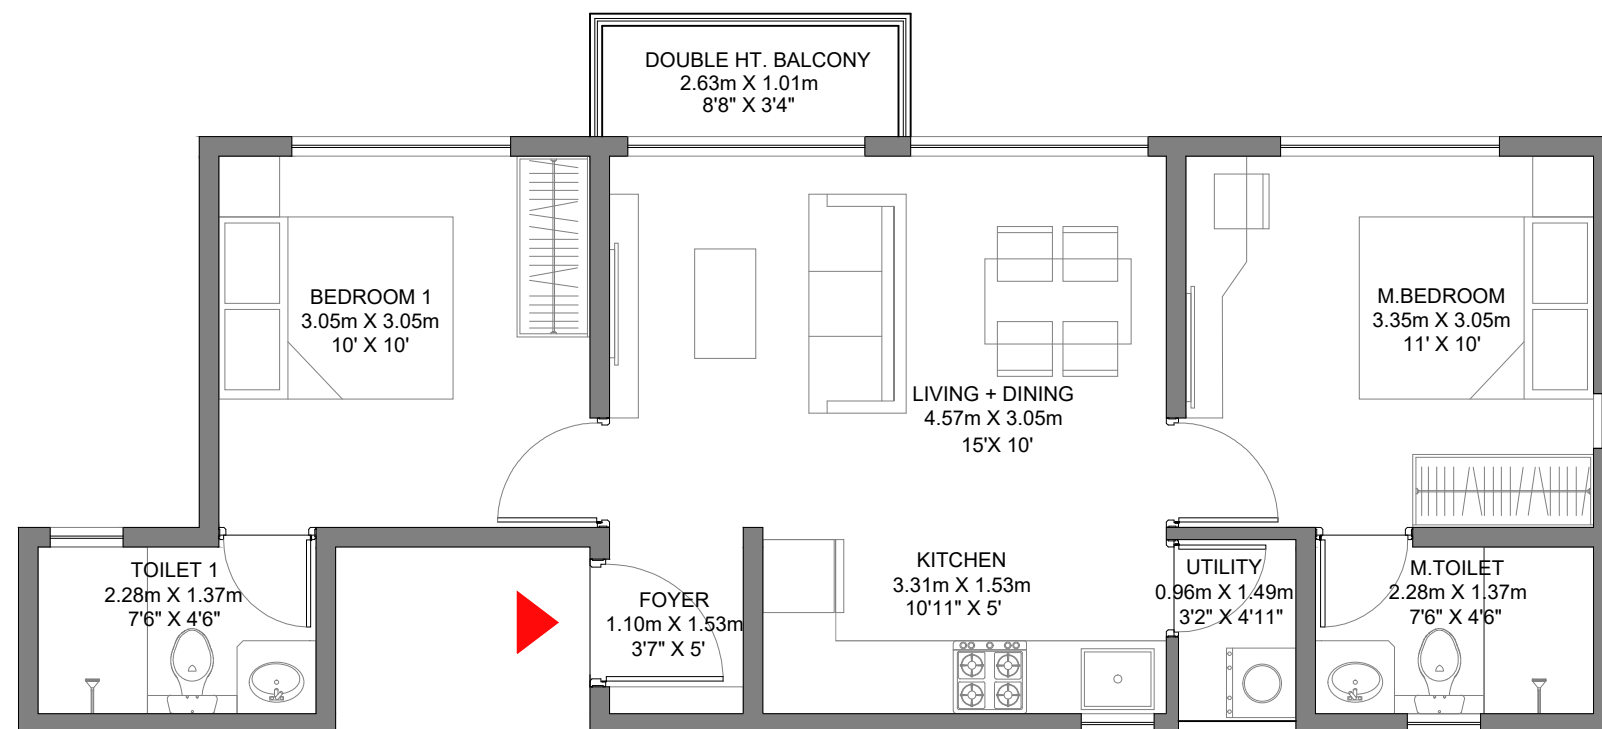 DOUBLE HT. BALCONY
2.63m X 1.01m
8'8" X 3'4"
BEDROOM 1
3.05m X 3.05m
10' X 10'
LIVING + DINING
4.57m X 3.05m
15'X 10'
M.BEDROOM
3.35m X 3.05m
11' X 10'
TOILET 1
2.28m X 1.37m
7'6" X 4'6"
FOYER
1.10m X 1.53m
3'7" X 5'
KITCHEN
3.31m X 1.53m
10'11" X 5'
UTILITY
0.96m X 1.49m
3'2" X 4'11"
M.TOILET
2.28m X 1.37m
7'6" X 4'6"